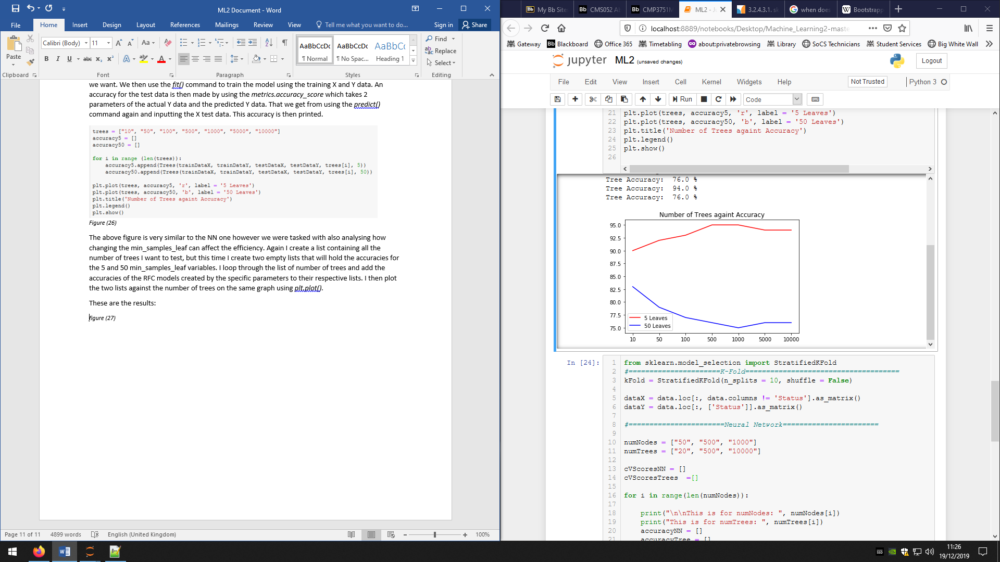 ML2 Document - Word
File Home Insert Design Layout References Mailings Review View Tell me what you want to do... Sign in Share
Paste
Calibri (Body) 11
Aa
B I U abc x₂ x²
AaBbCcDc AaBbCcDc AaBbCc
¶ Normal ¶ No Spac... Heading 1
Find
Replace
Select
Clipboard Font Paragraph Styles Editing
we want. We then use the fit() command to train the model using the training X and Y data. An
accuracy for the test data is then made by using the metrics.accuracy_score which takes 2
parameters of the actual Y data and the predicted Y data. That we get from using the predict()
command again and inputting the X test data. This accuracy is then printed.
trees = ["10", "50", "100", "500", "1000", "5000", "10000"]
accuracy5 = []
accuracy50 = []
for i in range (len(trees)):
accuracy5.append(Trees(trainDataX, trainDataY, testDataX, testDataY, trees[i], 5))
accuracy50.append(Trees(trainDataX, trainDataY, testDataX, testDataY, trees[i], 50))
plt.plot(trees, accuracy5, 'r', label = '5 Leaves')
plt.plot(trees, accuracy50, 'b', label = '50 Leaves')
plt.title('Number of Trees againt Accuracy')
plt.legend()
plt.show()
Figure (26)
The above figure is very similar to the NN one however we were tasked with also analysing how
changing the min_samples_leaf can affect the efficiency. Again I create a list containing all the
number of trees I want to test, but this time I create two empty lists that will hold the accuracies for
the 5 and 50 min_samples_leaf variables. I loop through the list of number of trees and add the
accuracies of the RFC models created by the specific parameters to their respective lists. I then plot
the two lists against the number of trees on the same graph using plt.plot().
These are the results:
figure (27)
Page 11 of 11 4899 words English (United Kingdom) 100%
My Bb Site CMS052 Ab CMP3751M ML2 - J 3.2.4.3.1. sk when does Bootstrapp
localhost:8889/notebooks/Desktop/Machine_Learning2-maste
Gateway Blackboard Office 365 Timetabling about:privatebrowsing Library SoCS Technicians Student Services Big White Wall
jupyter ML2 (unsaved changes) Logout
File Edit View Insert Cell Kernel Widgets Help Not Trusted Python 3
Run Code
21 plt.plot(trees, accuracy5, 'r', label = '5 Leaves')
22 plt.plot(trees, accuracy50, 'b', label = '50 Leaves')
23 plt.title('Number of Trees againt Accuracy')
24 plt.legend()
25 plt.show()
26
Tree Accuracy: 76.0 %
Tree Accuracy: 94.0 %
Tree Accuracy: 76.0 %
Number of Trees againt Accuracy
95.0
92.5
90.0
87.5
85.0
82.5
80.0
77.5
75.0
5 Leaves
50 Leaves
10 50 100 500 1000 5000 10000
In [24]:
1 from sklearn.model_selection import StratifiedKFold
2 #======================K-Fold=====================================
3 kFold = StratifiedKFold(n_splits = 10, shuffle = False)
4
5 dataX = data.loc[:, data.columns != 'Status'].as_matrix()
6 dataY = data.loc[:, ['Status']].as_matrix()
7
8 #=======================Neural Network=======================
9
10 numNodes = ["50", "500", "1000"]
11 numTrees = ["20", "500", "10000"]
12
13 cVScoresNN = []
14 cVScoresTrees =[]
15
16 for i in range(len(numNodes)):
17
18 print("\n\nThis is for numNodes: ", numNodes[i])
19 print("This is for numTrees: ", numTrees[i])
20 accuracyNN = []
21 accuracyTree = []
11:26
19/12/2019